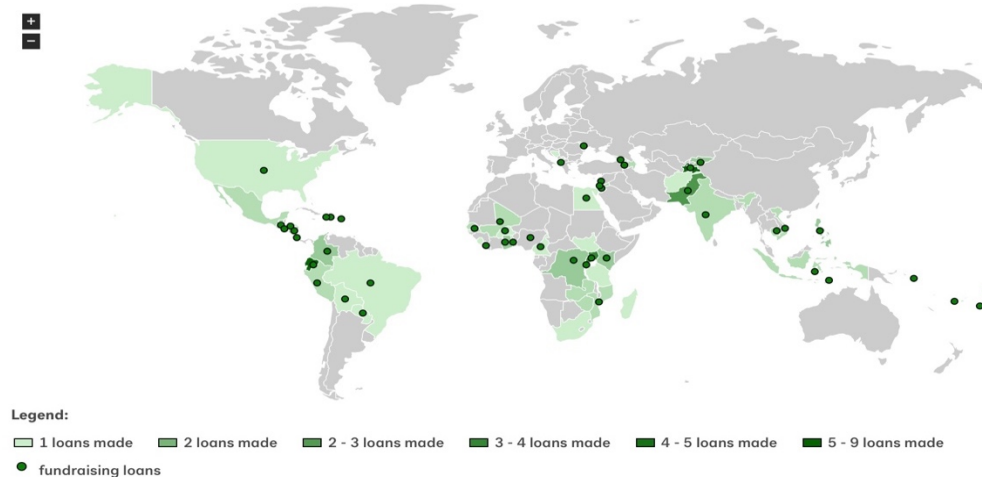 +
−
Legend:
1 loans made 2 loans made 2 - 3 loans made 3 - 4 loans made 4 - 5 loans made 5 - 9 loans made
fundraising loans